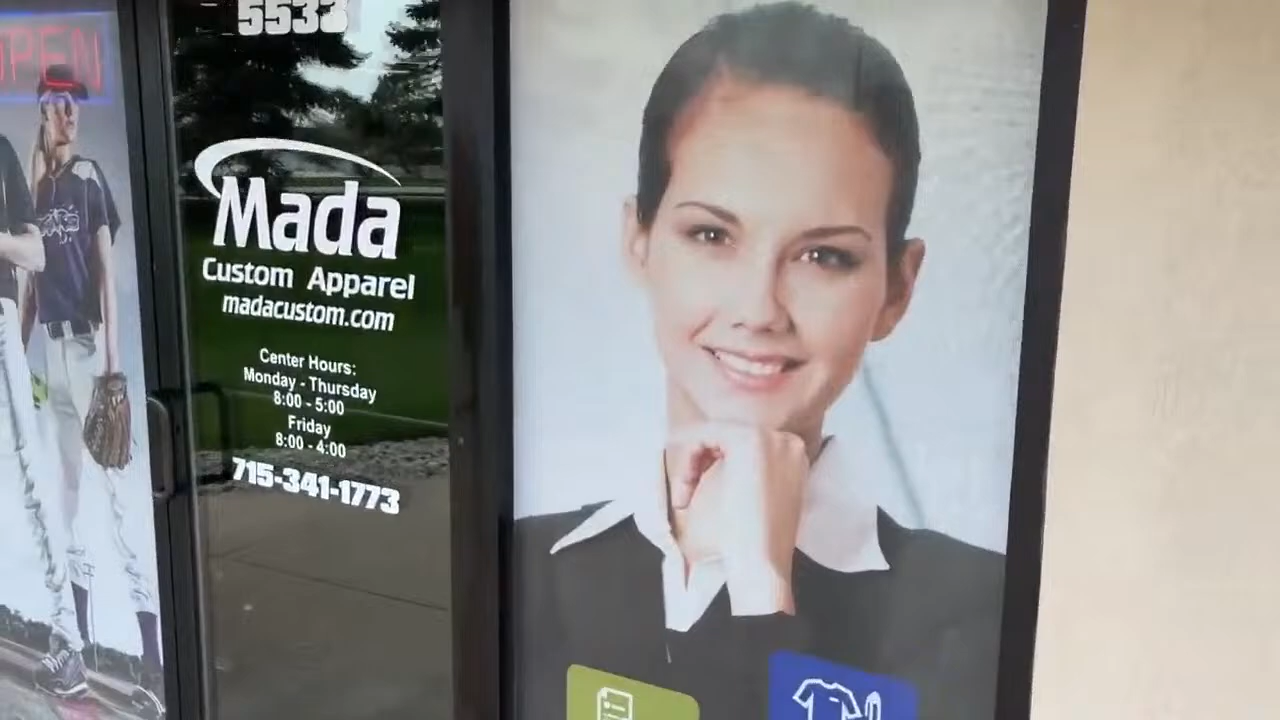 OPEN
5533
Mada
Custom Apparel
madacustom.com
Center Hours:
Monday - Thursday
8:00 - 5:00
Friday
8:00 - 4:00
715-341-1773